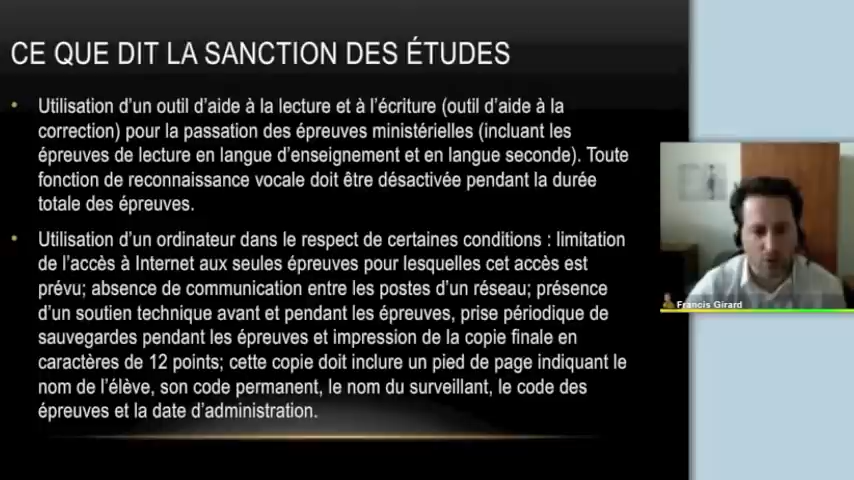 CE QUE DIT LA SANCTION DES ÉTUDES
• Utilisation d'un outil d'aide à la lecture et à l'écriture (outil d'aide à la
correction) pour la passation des épreuves ministérielles (incluant les
épreuves de lecture en langue d'enseignement et en langue seconde). Toute
fonction de reconnaissance vocale doit être désactivée pendant la durée
totale des épreuves.
• Utilisation d'un ordinateur dans le respect de certaines conditions : limitation
de l'accès à Internet aux seules épreuves pour lesquelles cet accès est
prévu; absence de communication entre les postes d'un réseau; présence
d'un soutien technique avant et pendant les épreuves, prise périodique de
sauvegardes pendant les épreuves et impression de la copie finale en
caractères de 12 points; cette copie doit inclure un pied de page indiquant le
nom de l'élève, son code permanent, le nom du surveillant, le code des
épreuves et la date d'administration.
Francis Girard